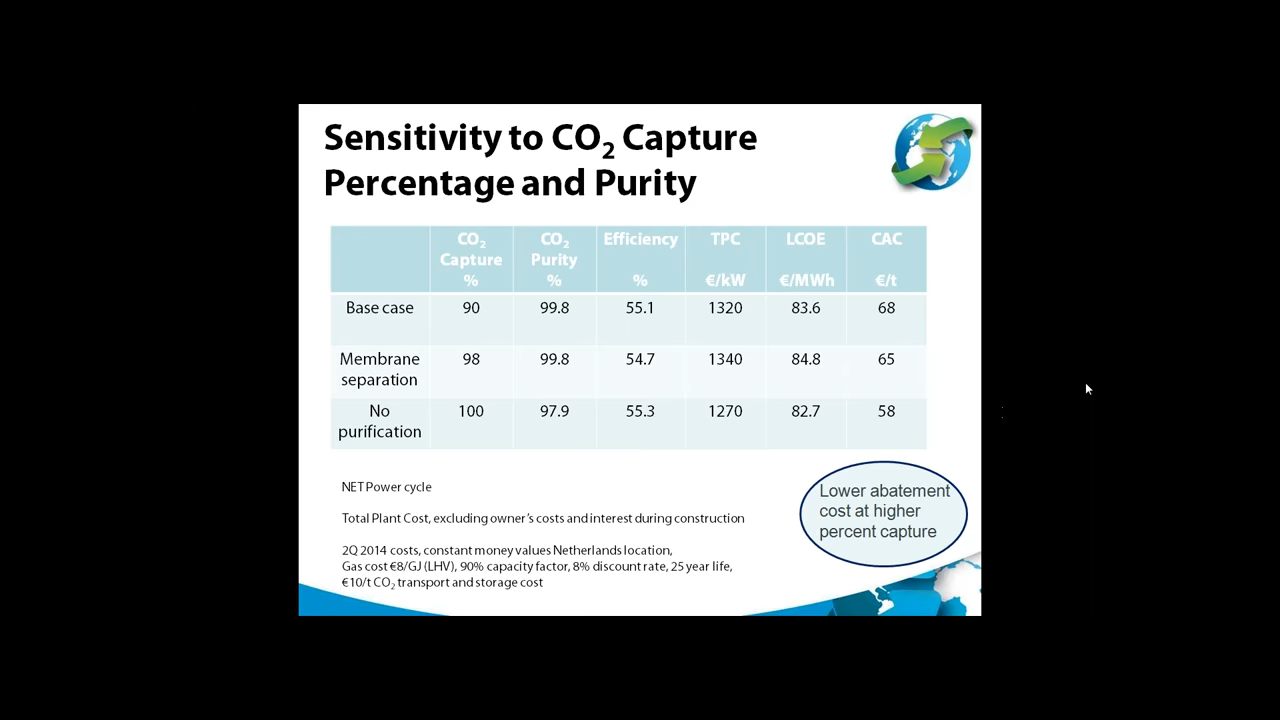 Sensitivity to CO₂ Capture
Percentage and Purity
CO₂ Capture % CO₂ Purity % Efficiency % TPC €/kW LCOE €/MWh CAC €/t
Base case 90 99.8 55.1 1320 83.6 68
Membrane separation 98 99.8 54.7 1340 84.8 65
No purification 100 97.9 55.3 1270 82.7 58
NET Power cycle
Total Plant Cost, excluding owner's costs and interest during construction
2Q 2014 costs, constant money values Netherlands location,
Gas cost €8/GJ (LHV), 90% capacity factor, 8% discount rate, 25 year life,
€10/t CO₂ transport and storage cost
Lower abatement
cost at higher
percent capture